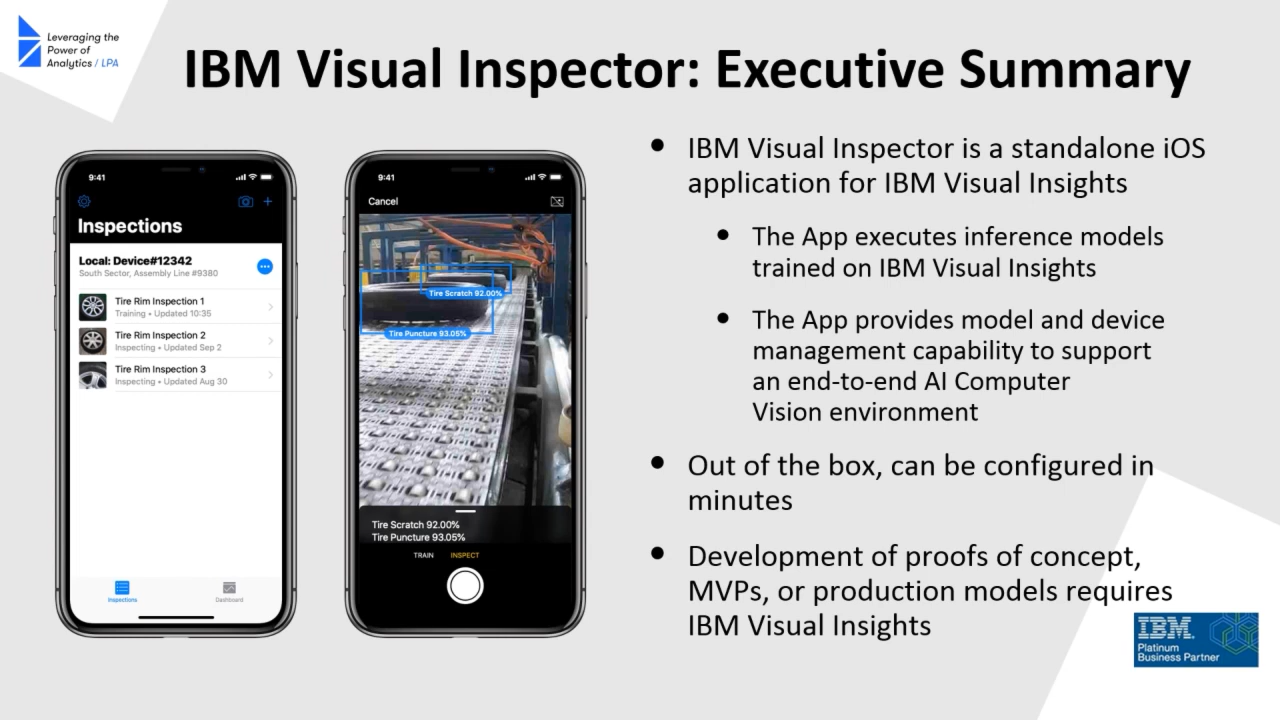 Leveraging the
Power of
Analytics / LPA
IBM Visual Inspector: Executive Summary
9:41
Inspections
Local: Device#12342
South Sector, Assembly Line #9380
Tire Rim Inspection 1
Training • Updated 10:35
Tire Rim Inspection 2
Inspecting • Updated Sep 2
Tire Rim Inspection 3
Inspecting • Updated Aug 30
Inspections
Dashboard
9:41
Cancel
Tire Scratch 92.00%
Tire Puncture 93.05%
Tire Scratch 92.00%
Tire Puncture 93.05%
TRAIN INSPECT
• IBM Visual Inspector is a standalone iOS
application for IBM Visual Insights
• The App executes inference models
trained on IBM Visual Insights
• The App provides model and device
management capability to support
an end-to-end AI Computer
Vision environment
• Out of the box, can be configured in
minutes
• Development of proofs of concept,
MVPs, or production models requires
IBM Visual Insights
IBM
Platinum
Business Partner